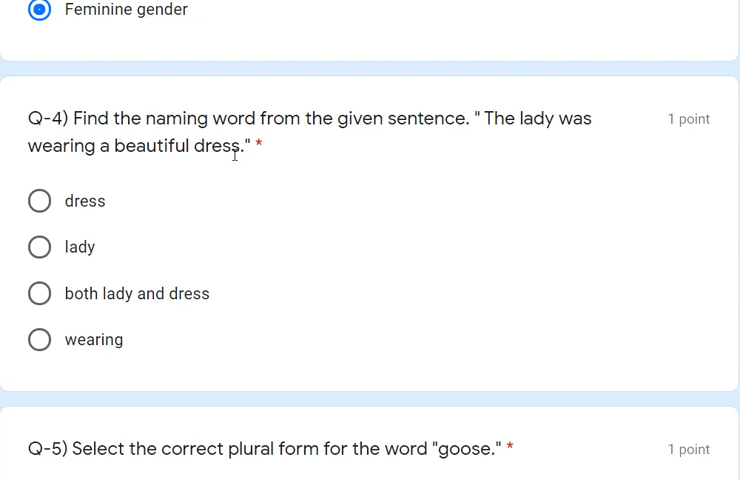 Feminine gender
Q-4) Find the naming word from the given sentence. " The lady was
1 point
wearing a beautiful dress." *
dress
lady
both lady and dress
wearing
Q-5) Select the correct plural form for the word "goose." *
1 point